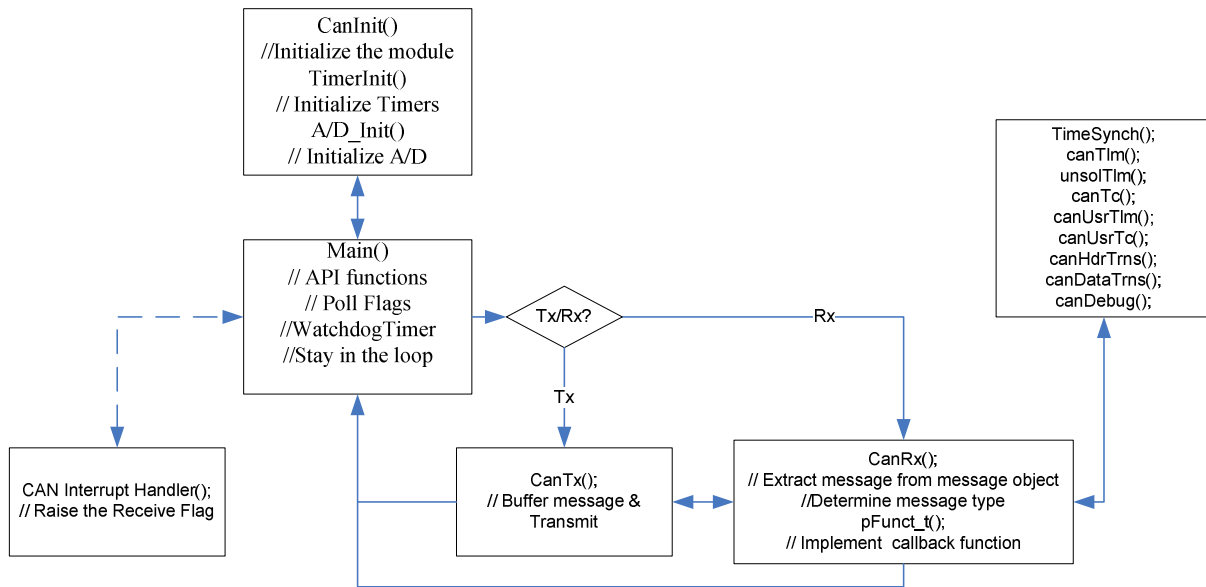 CanInit()
//Initialize the module
TimerInit()
// Initialize Timers
A/D_Init()
// Initialize A/D
TimeSynch();
canTlm();
unsolTlm();
canTc();
canUsrTlm();
canUsrTc();
canHdrTrns();
canDataTrns();
canDebug();
Main()
// API functions
// Poll Flags
//WatchdogTimer
//Stay in the loop
Tx/Rx?
Rx
Tx
CAN Interrupt Handler();
// Raise the Receive Flag
CanTx();
// Buffer message &
Transmit
CanRx();
// Extract message from message object
//Determine message type
pFunct_t();
// Implement callback function